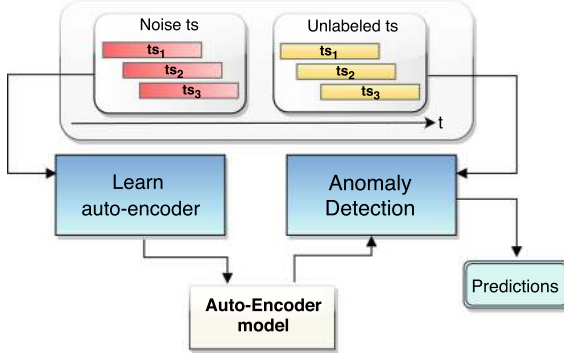 Noise ts
ts1
ts2
ts3
Unlabeled ts
ts1
ts2
ts3
t
Learn
auto-encoder
Anomaly
Detection
Auto-Encoder
model
Predictions